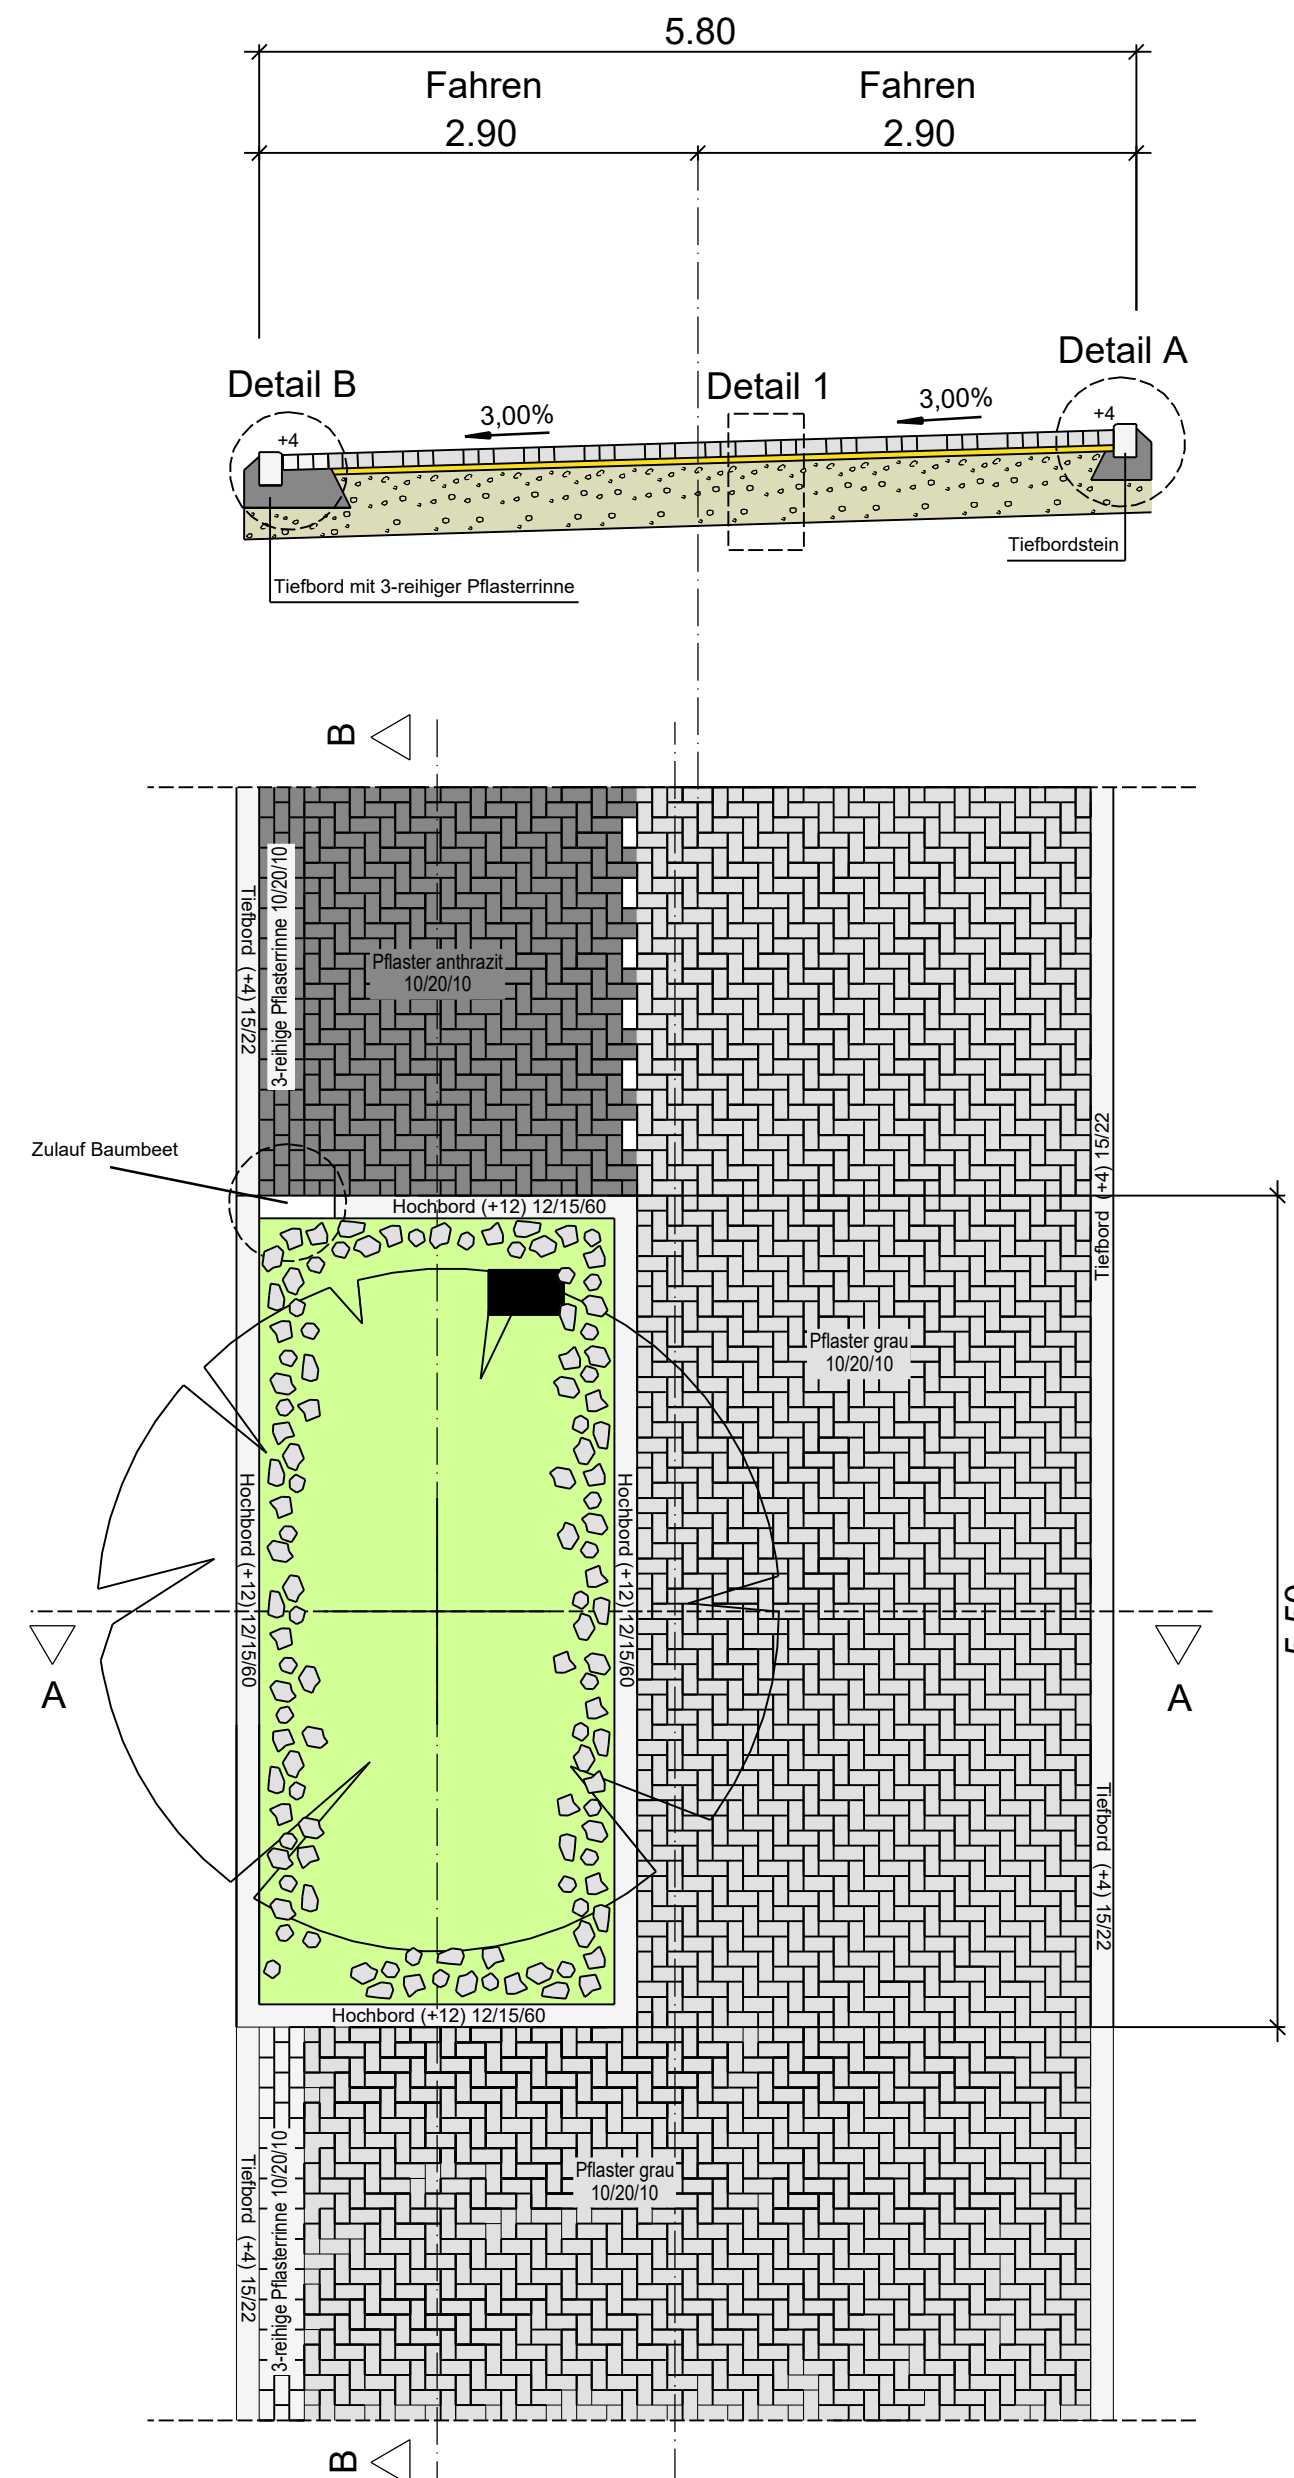 5.80
Fahren
Fahren
2.90
2.90
Detail A
Detail B
Detail 1
3,00%
3,00%
+4
+4
Tiefbordstein
Tiefbord mit 3-reihiger Pflasterrinne
B
Tiefbord (+4) 15/22
3-reihige Pflasterrinne 10/20/10
Pflaster anthrazit
10/20/10
Zulauf Baumbeet
Tiefbord (+4) 15/22
Hochbord (+12) 12/15/60
Pflaster grau
10/20/10
Hochbord (+12) 12/15/60
Hochbord (+12) 12/15/60
A
A
Tiefbord (+4) 15/22
Hochbord (+12) 12/15/60
Tiefbord (+4) 15/22
3-reihige Pflasterrinne 10/20/10
Pflaster grau
10/20/10
B